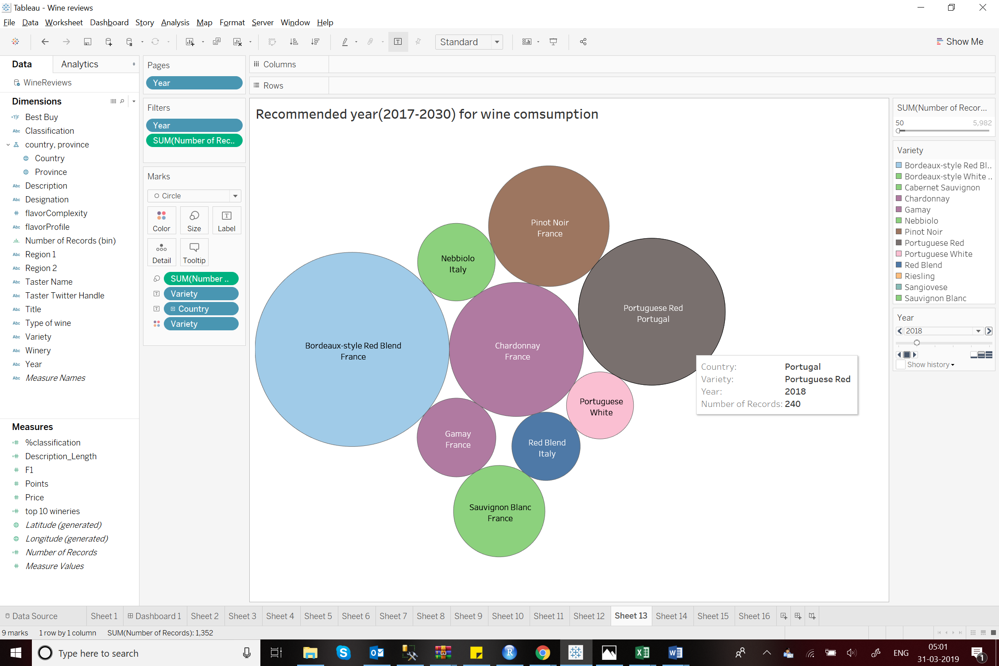 Tableau - Wine reviews
File Data Worksheet Dashboard Story Analysis Map Format Server Window Help
Standard
Show Me
Data
Analytics
WineReviews
Dimensions
Best Buy
Classification
country, province
Country
Province
Description
Designation
flavorComplexity
flavorProfile
Number of Records (bin)
Region 1
Region 2
Taster Name
Taster Twitter Handle
Title
Type of wine
Variety
Winery
Year
Measure Names
Measures
%classification
Description_Length
F1
Points
Price
top 10 wineries
Latitude (generated)
Longitude (generated)
Number of Records
Measure Values
Pages
Year
Filters
Year
SUM(Number of Rec..
Marks
Circle
Color
Size
Label
Detail
Tooltip
SUM(Number ..
Variety
Country
Variety
Columns
Rows
Recommended year(2017-2030) for wine comsumption
Pinot Noir
France
Nebbiolo
Italy
Portuguese Red
Portugal
Bordeaux-style Red Blend
France
Chardonnay
France
Portuguese
White
Gamay
France
Red Blend
Italy
Sauvignon Blanc
France
Country: Portugal
Variety: Portuguese Red
Year: 2018
Number of Records: 240
SUM(Number of Recor...
50 5,982
Variety
Bordeaux-style Red Bl..
Bordeaux-style White ..
Cabernet Sauvignon
Chardonnay
Gamay
Nebbiolo
Pinot Noir
Portuguese Red
Portuguese White
Red Blend
Riesling
Sangiovese
Sauvignon Blanc
Year
2018
Show history
Data Source Sheet 1 Dashboard 1 Sheet 2 Sheet 3 Sheet 4 Sheet 5 Sheet 6 Sheet 7 Sheet 8 Sheet 9 Sheet 10 Sheet 11 Sheet 12 Sheet 13 Sheet 14 Sheet 15 Sheet 16
9 marks 1 row by 1 column SUM(Number of Records): 1,352
Type here to search
ENG
05:01
31-03-2019
1